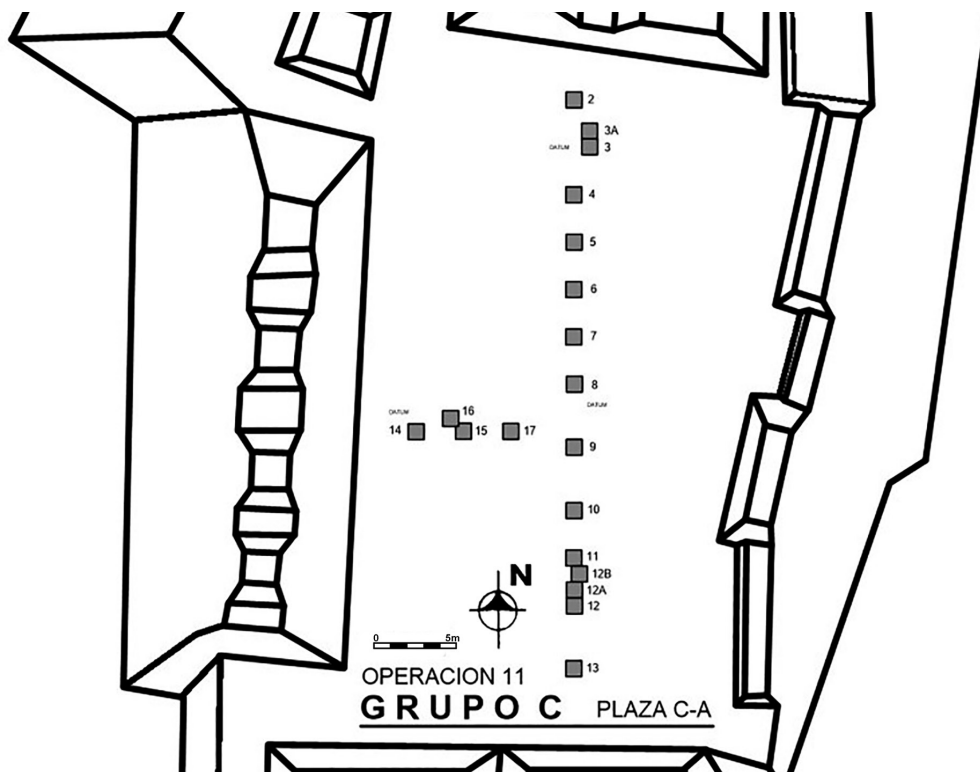 2
3A
DATUM 3
4
5
6
7
8
DATUM
DATUM
16
14 15 17
9
10
11
12B
12A
12
N
0 5m
13
OPERACION 11
GRUPO C PLAZA C-A